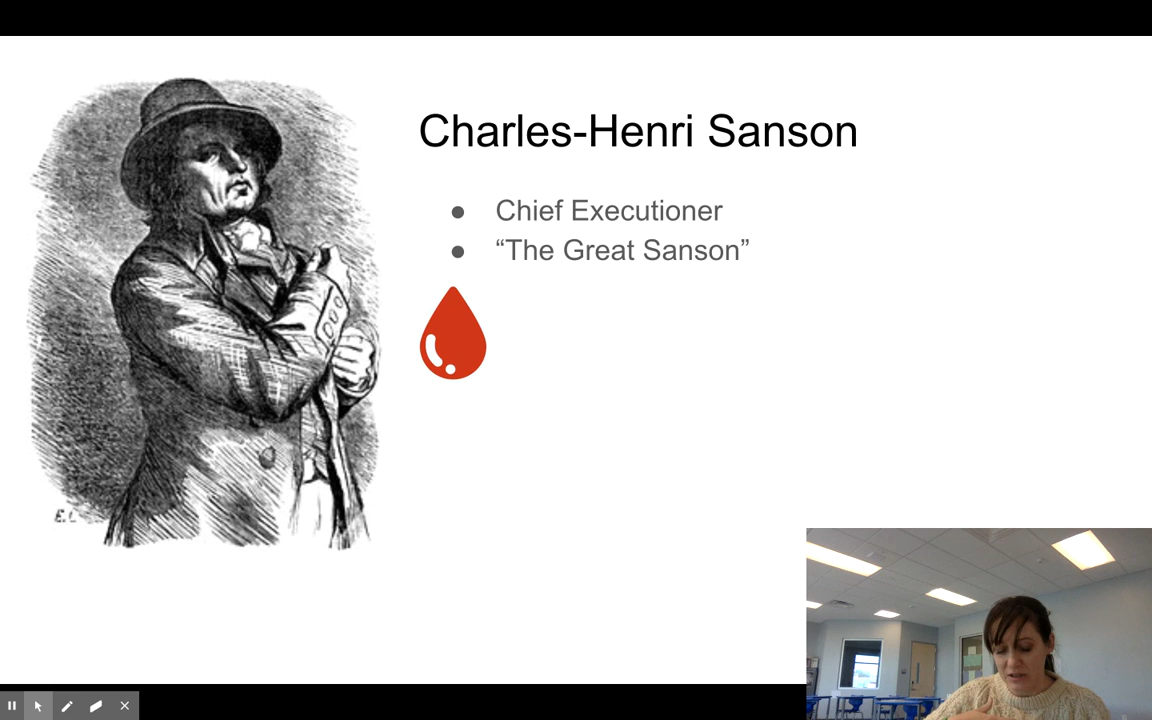 Charles-Henri Sanson
● Chief Executioner
● “The Great Sanson”
E.L